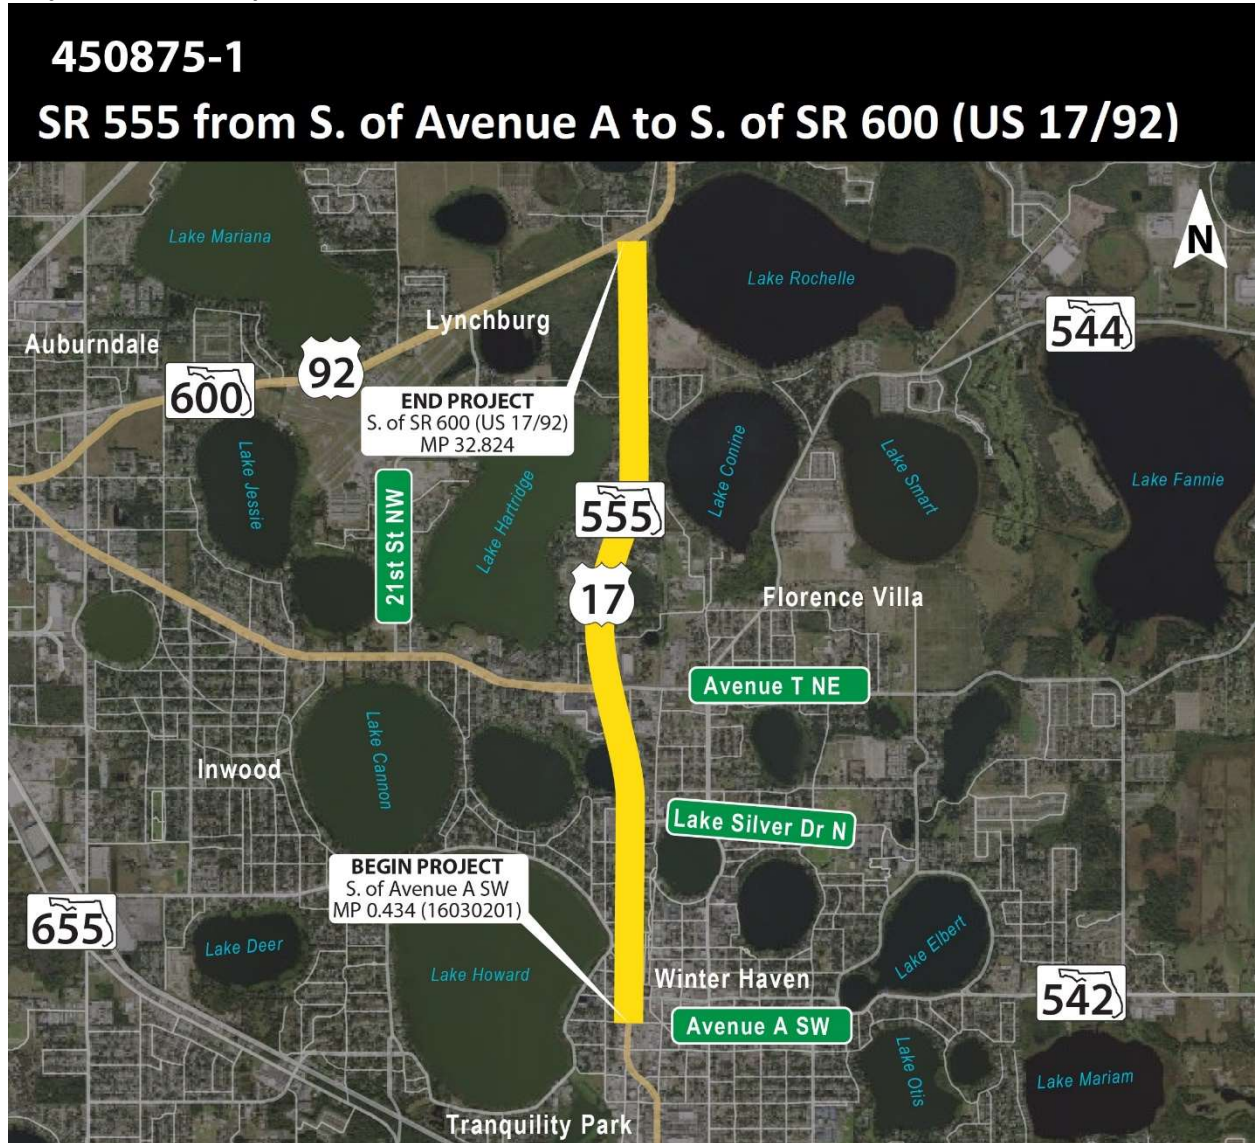 450875-1
SR 555 from S. of Avenue A to S. of SR 600 (US 17/92)
Lake Mariana
N
Lake Rochelle
Lynchburg
544
Auburndale
92
600
END PROJECT
S. of SR 600 (US 17/92)
MP 32.824
Lake Jessie
21st St NW
Lake Hartridge
555
Lake Conine
Lake Smart
Lake Fannie
17
Florence Villa
Avenue T NE
Lake Cannon
Inwood
Lake Silver Dr N
BEGIN PROJECT
S. of Avenue A SW
MP 0.434 (16030201)
655
Lake Deer
Lake Howard
Lake Elbert
Winter Haven
542
Avenue A SW
Lake Otis
Lake Mariam
Tranquility Park